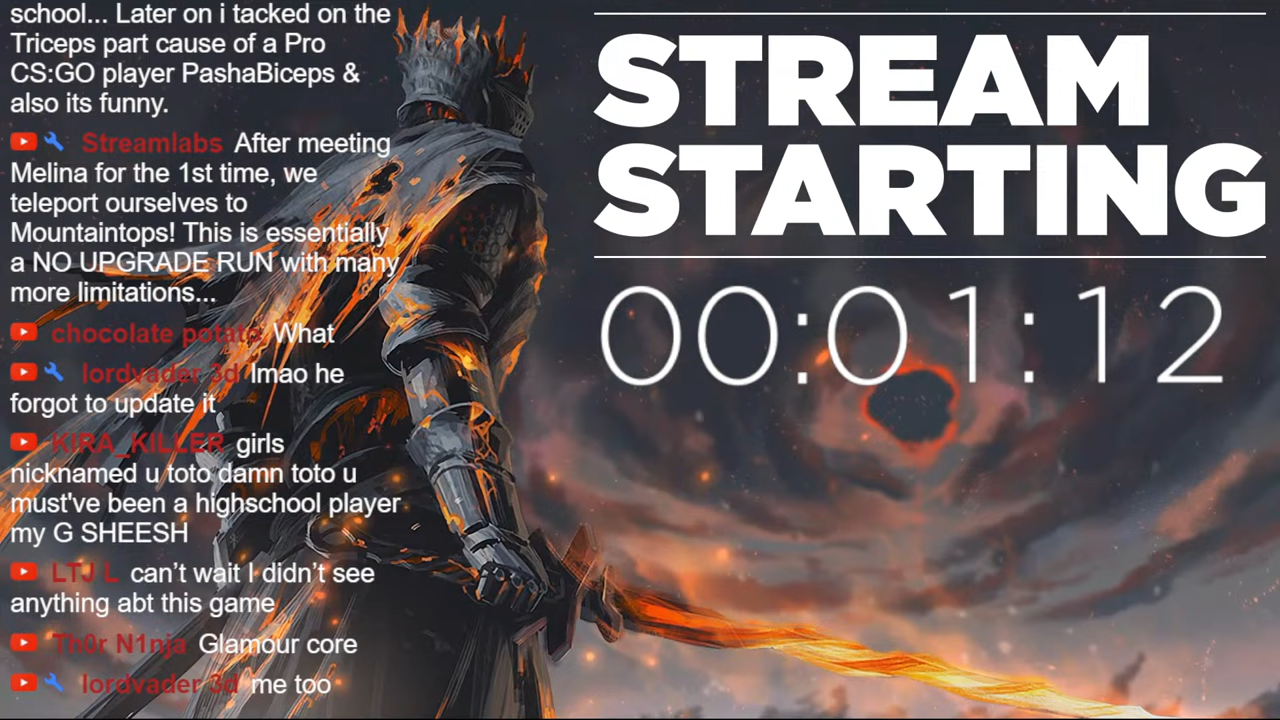 school... Later on i tacked on the
Triceps part cause of a Pro
CS:GO player PashaBiceps &
also its funny.
Streamlabs After meeting
Melina for the 1st time, we
teleport ourselves to
Mountaintops! This is essentially
a NO UPGRADE RUN with many
more limitations...
chocolate potato What
lordvader 3d lmao he
forgot to update it
KIRA_KILLER girls
nicknamed u toto damn toto u
must've been a highschool player
my G SHEESH
LTJ L can’t wait I didn’t see
anything abt this game
Th0r N1nja Glamour core
lordvader 3d me too
STREAM
STARTING
00:01:12